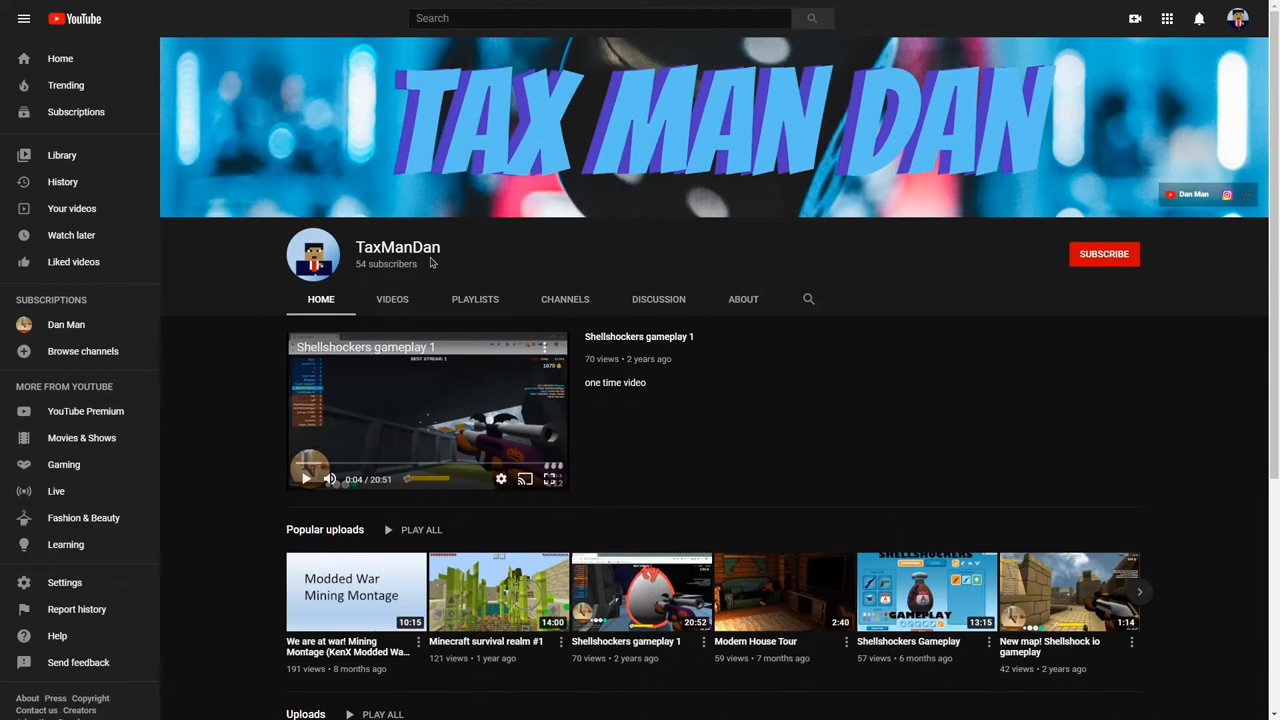 YouTube
Search
TAX MAN DAN
Dan Man
Home
Trending
Subscriptions
Library
History
Your videos
Watch later
Liked videos
SUBSCRIPTIONS
Dan Man
Browse channels
MORE FROM YOUTUBE
YouTube Premium
Movies & Shows
Gaming
Live
Fashion & Beauty
Learning
Settings
Report history
Help
Send feedback
About Press Copyright
Contact us Creators
TaxManDan
54 subscribers
SUBSCRIBE
HOME VIDEOS PLAYLISTS CHANNELS DISCUSSION ABOUT
Shellshockers gameplay 1
BEST STREAK: 1
1670
0:04 / 20:51
Shellshockers gameplay 1
70 views • 2 years ago
one time video
Popular uploads PLAY ALL
Modded War
Mining Montage
10:15
We are at war! Mining
Montage (KenX Modded Wa...
191 views • 8 months ago
14:00
Minecraft survival realm #1
121 views • 1 year ago
20:52
Shellshockers gameplay 1
70 views • 2 years ago
2:40
Modern House Tour
59 views • 7 months ago
SHELLSHOCKERS
GAMEPLAY
13:15
Shellshockers Gameplay
57 views • 6 months ago
1:14
New map! Shellshock io
gameplay
42 views • 2 years ago
Uploads PLAY ALL